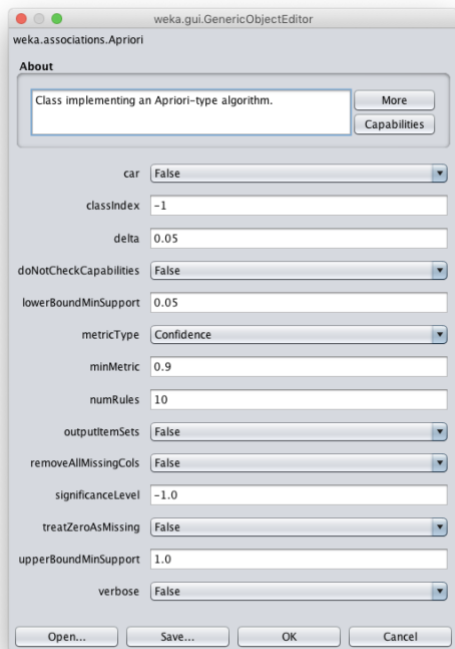 weka.gui.GenericObjectEditor
weka.associations.Apriori
About
Class implementing an Apriori-type algorithm.
More
Capabilities
car False
classIndex -1
delta 0.05
doNotCheckCapabilities False
lowerBoundMinSupport 0.05
metricType Confidence
minMetric 0.9
numRules 10
outputItemSets False
removeAllMissingCols False
significanceLevel -1.0
treatZeroAsMissing False
upperBoundMinSupport 1.0
verbose False
Open... Save... OK Cancel